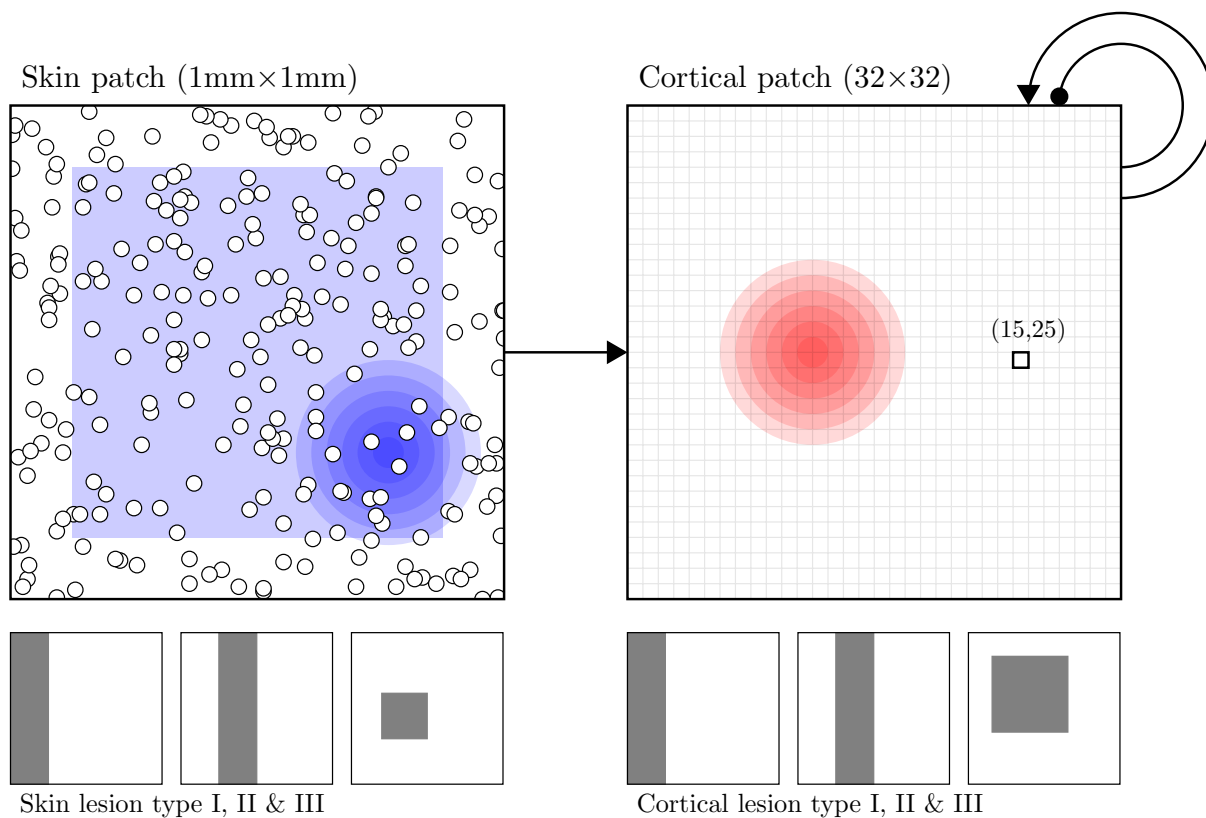 Skin patch (1mm×1mm)
Cortical patch (32×32)
(15,25)
Skin lesion type I, II & III
Cortical lesion type I, II & III